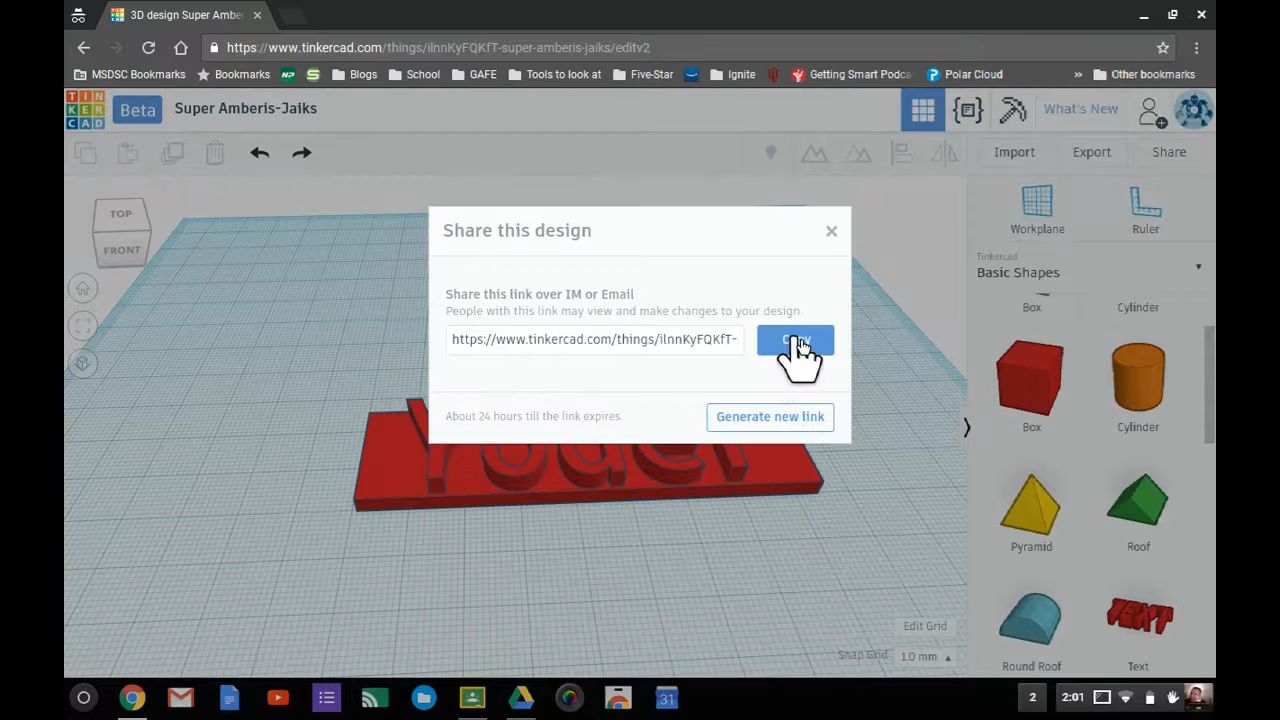 3D design Super Ambe
https://www.tinkercad.com/things/ilnnKyFQKfT-super-amberis-jaiks/editv2
MSDSC Bookmarks Bookmarks NP S Blogs School GAFE Tools to look at Five-Star Ignite Getting Smart Podca Polar Cloud » Other bookmarks
TIN
KER
CAD
Beta
Super Amberis-Jaiks
What's New
Import Export Share
TOP
FRONT
Workplane Ruler
Tinkercad
Basic Shapes
Box Cylinder
Box Cylinder
Pyramid Roof
TEXT
Round Roof Text
Share this design
Share this link over IM or Email
People with this link may view and make changes to your design.
https://www.tinkercad.com/things/ilnnKyFQKfT-
About 24 hours till the link expires.
Generate new link
Edit Grid
Snap Grid 1.0 mm
31
2 2:01